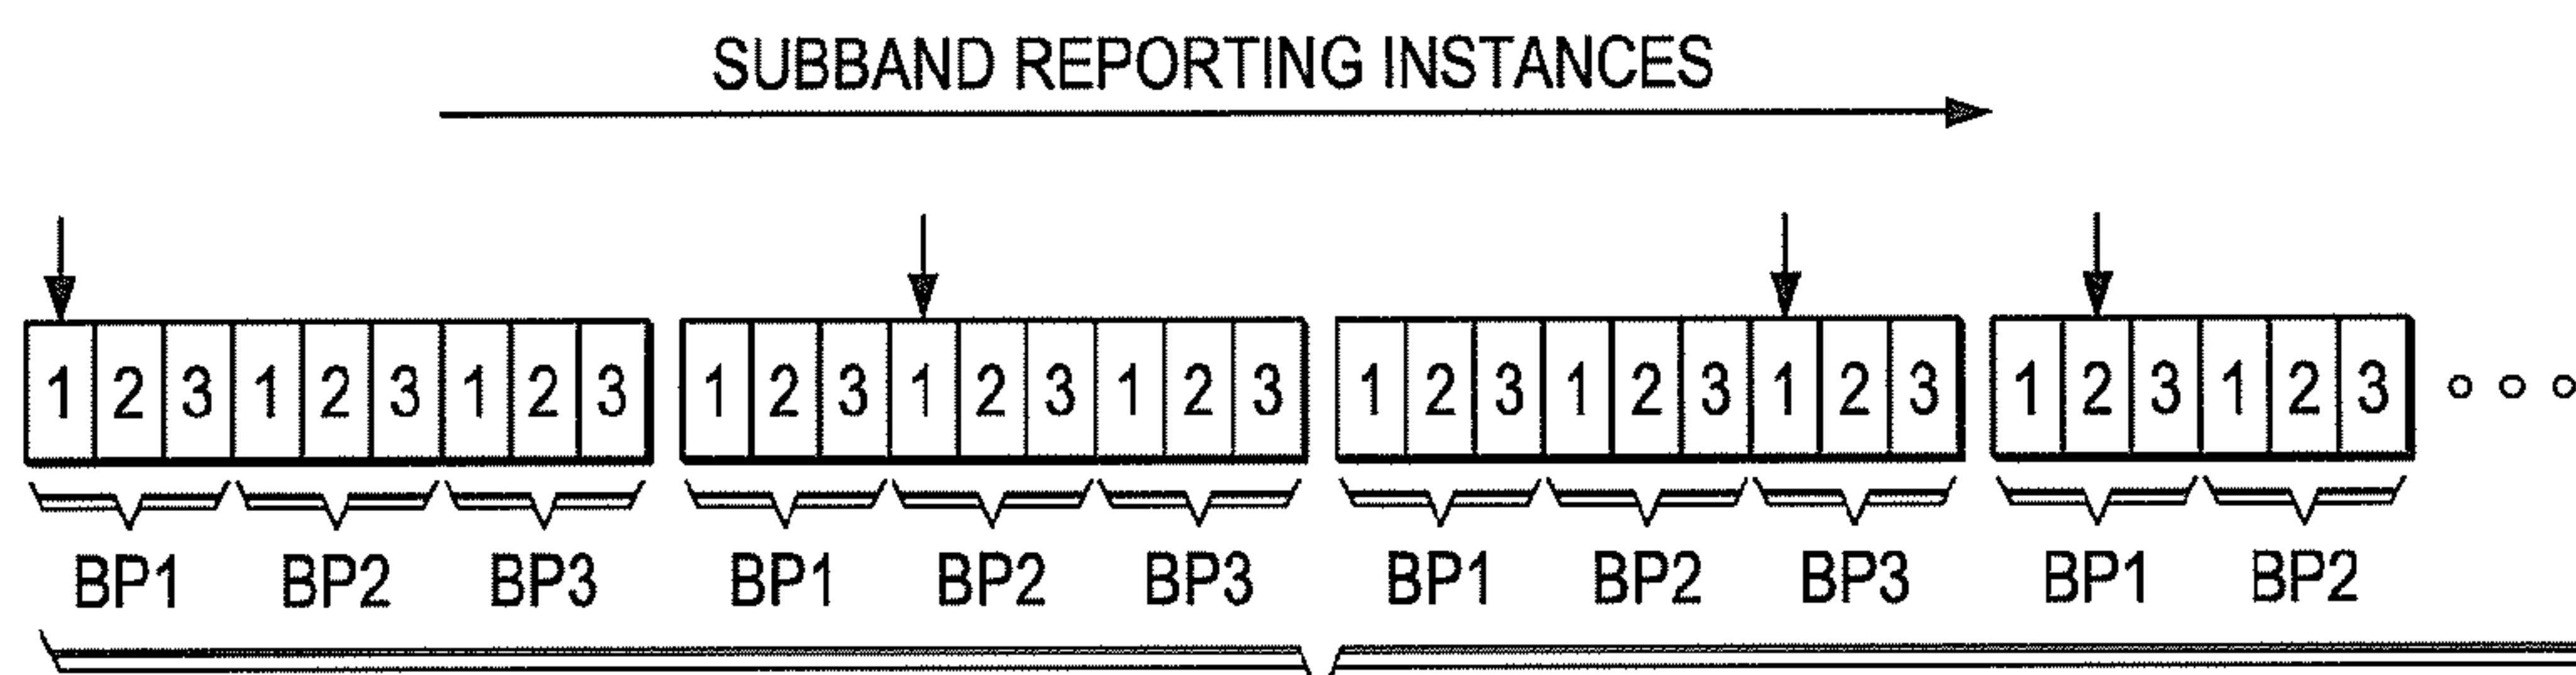 SUBBAND REPORTING INSTANCES
1 2 3 1 2 3 1 2 3 1 2 3 1 2 3 1 2 3 1 2 3 1 2 3 1 2 3 1 2 3 1 2 3
BP1 BP2 BP3 BP1 BP2 BP3 BP1 BP2 BP3 BP1 BP2